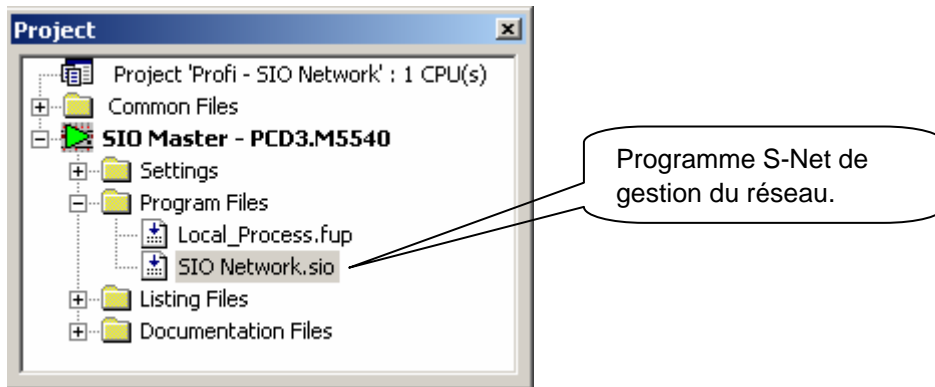 Project
Project 'Profi - SIO Network' : 1 CPU(s)
Common Files
SIO Master - PCD3.M5540
Settings
Program Files
Local_Process.fup
SIO Network.sio
Listing Files
Documentation Files
Programme S-Net de
gestion du réseau.